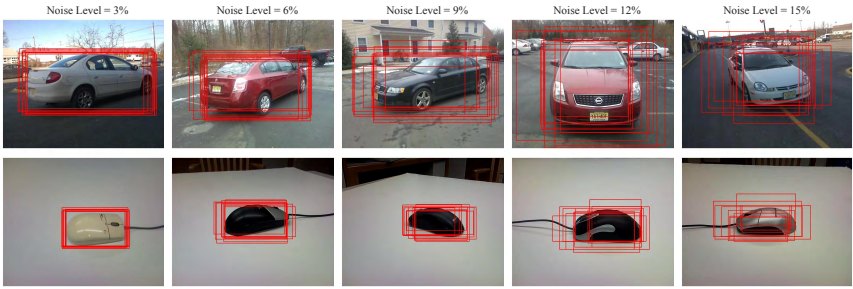 Noise Level = 3%
Noise Level = 6%
Noise Level = 9%
Noise Level = 12%
Noise Level = 15%